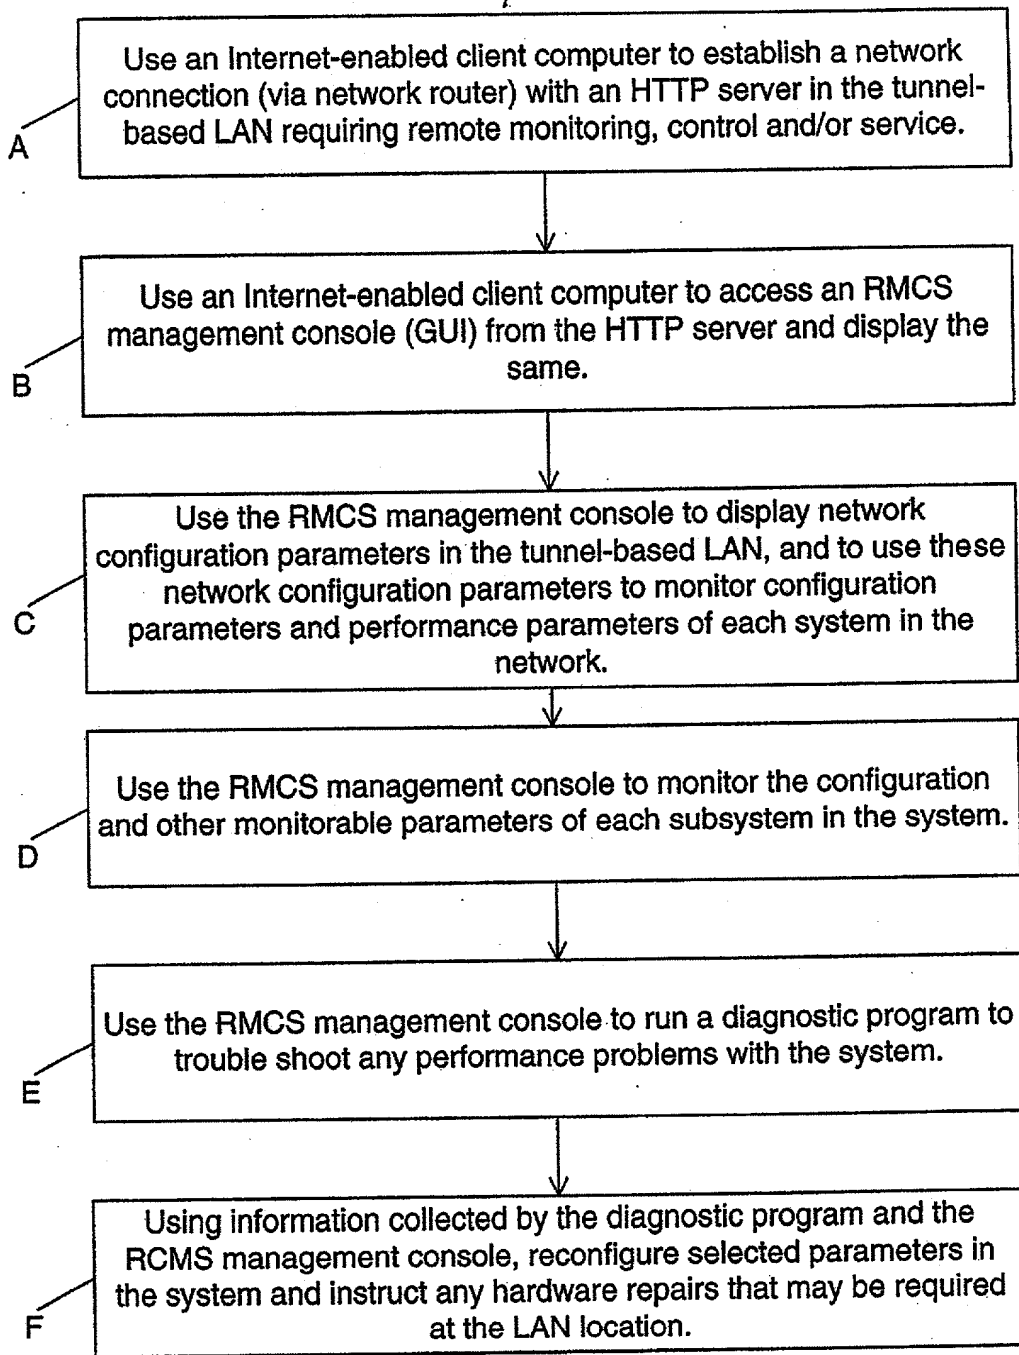 Use an Internet-enabled client computer to establish a network
connection (via network router) with an HTTP server in the tunnel-
based LAN requiring remote monitoring, control and/or service.
A
Use an Internet-enabled client computer to access an RMCS
management console (GUI) from the HTTP server and display the
same.
B
Use the RMCS management console to display network
configuration parameters in the tunnel-based LAN, and to use these
network configuration parameters to monitor configuration
parameters and performance parameters of each system in the
network.
C
Use the RMCS management console to monitor the configuration
and other monitorable parameters of each subsystem in the system.
D
Use the RMCS management console to run a diagnostic program to
trouble shoot any performance problems with the system.
E
Using information collected by the diagnostic program and the
RCMS management console, reconfigure selected parameters in
the system and instruct any hardware repairs that may be required
at the LAN location.
F